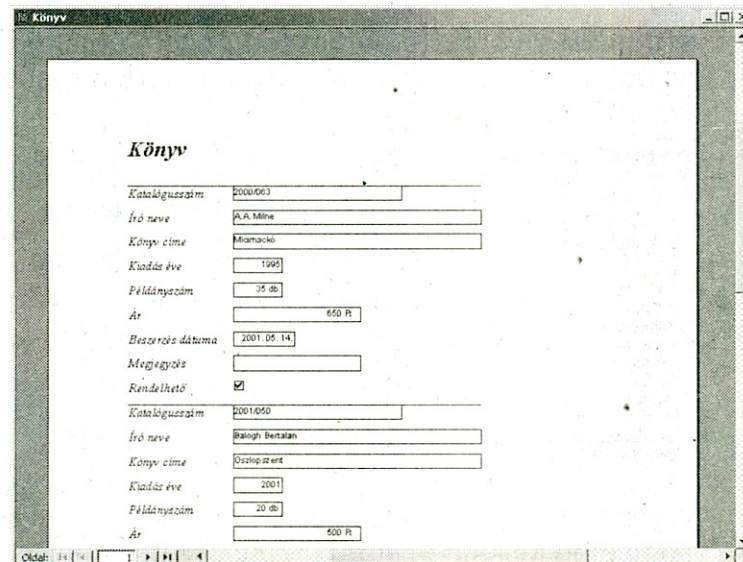 Könyv
Könyv
Katalógusszám 2000/063
Író neve A.A. Milne
Könyv címe Micimackó
Kiadás éve 1995
Példányszám 35 db
Ár 650 Ft
Beszerzés dátuma 2001. 05. 14.
Megjegyzés
Rendelhető
Katalógusszám 2001/050
Író neve Balogh Bertalan
Könyv címe Oszlopszent
Kiadás éve 2001
Példányszám 20 db
Ár 500 Ft
Oldal: 1